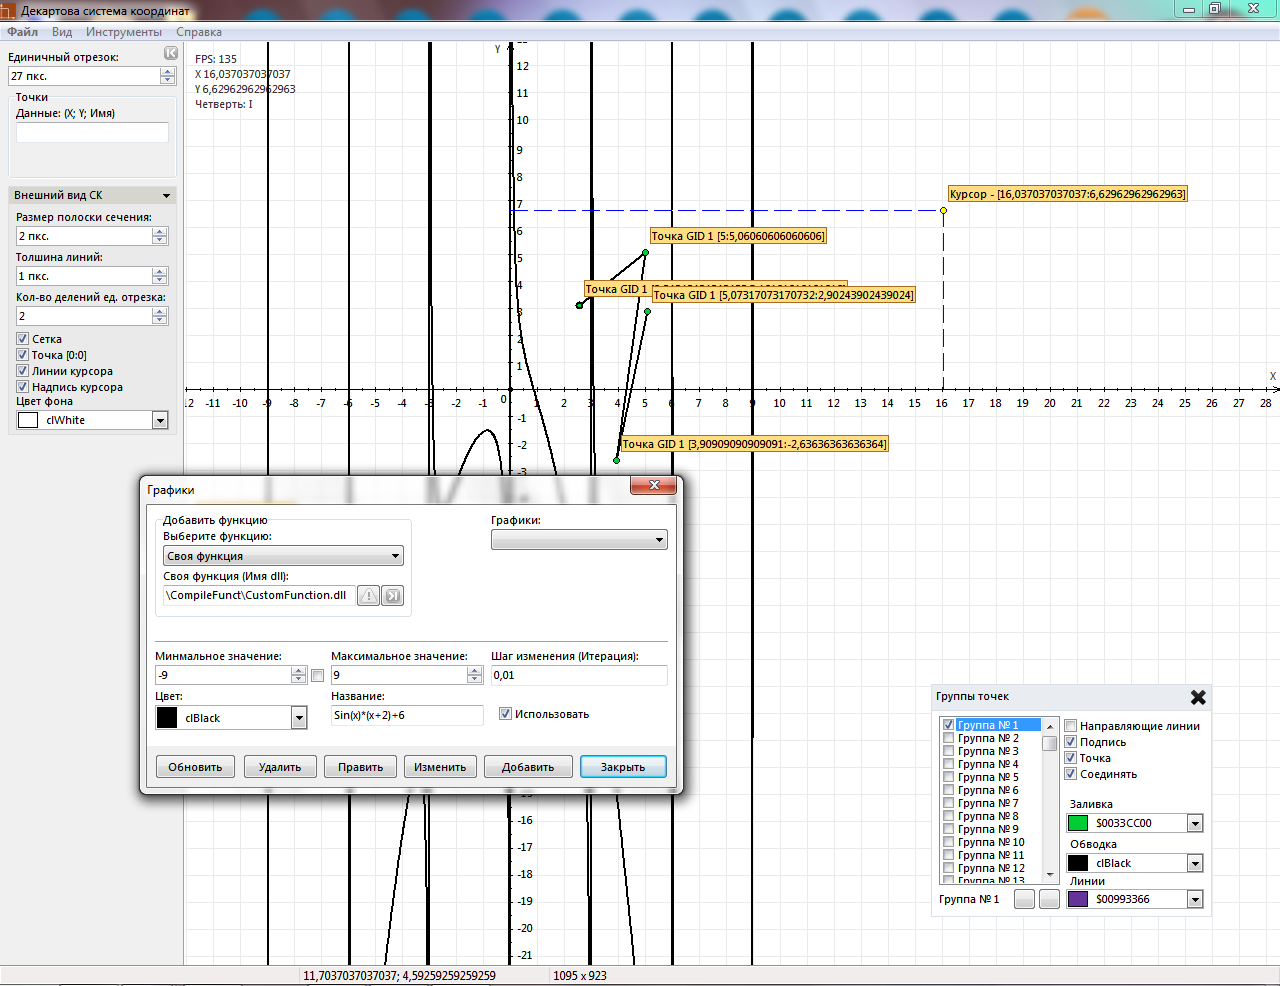 Декартова система координат
Файл Вид Инструменты Справка
Единичный отрезок:
27 пкс.
Точки
Данные: (X; Y; Имя)
Внешний вид СК
Размер полоски сечения:
2 пкс.
Толшина линий:
1 пкс.
Кол-во делений ед. отрезка:
2
Сетка
Точка [0:0]
Линии курсора
Надпись курсора
Цвет фона
clWhite
FPS: 135
X 16,037037037037
Y 6,62962962962963
Четверть: I
Y
12
11
10
9
8
7
6
5
4
3
2
1
-1
-2
-3
-16
-17
-18
-19
-20
-21
X
-12 -11 -10 -9 -8 -7 -6 -5 -4 -3 -2 -1 0 1 2 3 4 5 6 7 8 9 10 11 12 13 14 15 16 17 18 19 20 21 22 23 24 25 26 27 28
Курсор - [16,037037037037:6,62962962962963]
Точка GID 1 [5:5,06060606060606]
Точка GID 1
Точка GID 1 [5,07317073170732:2,90243902439024]
Точка GID 1 [3,90909090909091:-2,63636363636364]
Графики
Добавить функцию
Выберите функцию:
Своя функция
Своя функция (Имя dll):
\CompileFunct\CustomFunction.dll
Графики:
Минмальное значение:
-9
Максимальное значение:
9
Шаг изменения (Итерация):
0,01
Цвет:
clBlack
Название:
Sin(x)*(x+2)+6
Использовать
Обновить Удалить Править Изменить Добавить Закрыть
Группы точек
Группа № 1
Группа № 2
Группа № 3
Группа № 4
Группа № 5
Группа № 6
Группа № 7
Группа № 8
Группа № 9
Группа № 10
Группа № 11
Группа № 12
Группа № 13
Группа № 1
Направляющие линии
Подпись
Точка
Соединять
Заливка
$0033CC00
Обводка
clBlack
Линии
$00993366
11,7037037037037; 4,59259259259259
1095 x 923